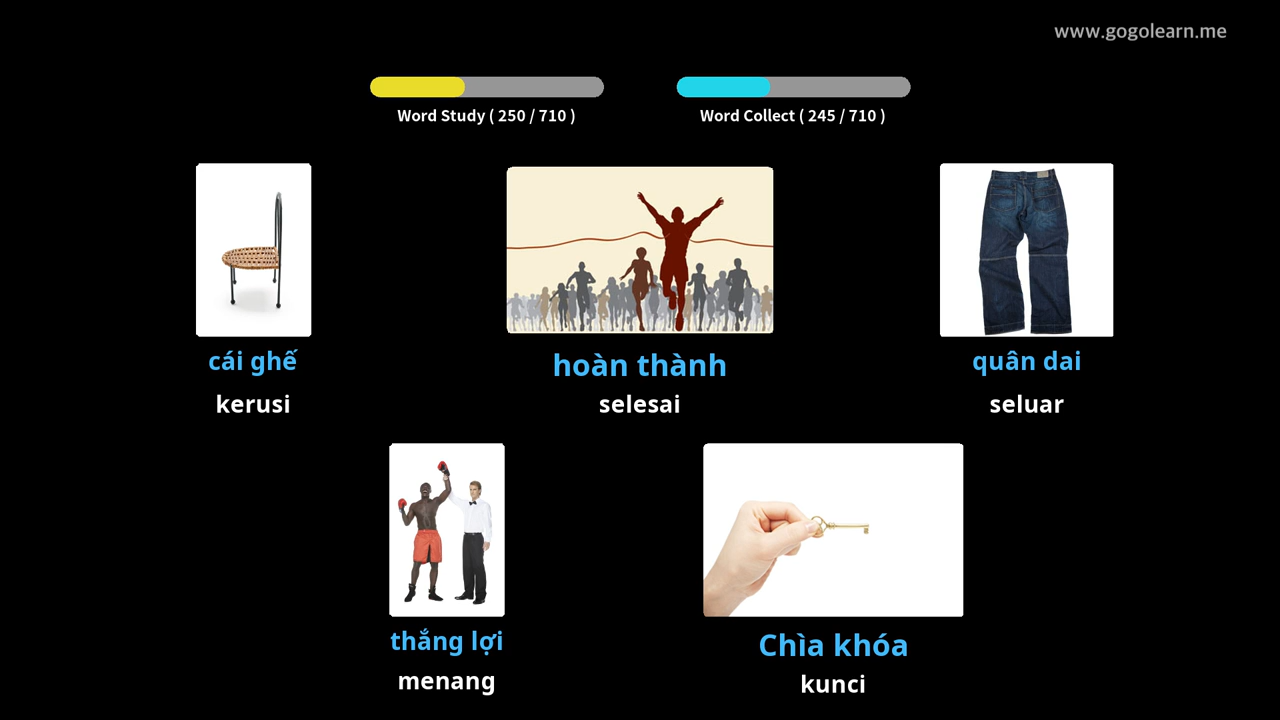 www.gogolearn.me
Word Study ( 250 / 710 )
Word Collect ( 245 / 710 )
cái ghế
hoàn thành
quân dai
kerusi
selesai
seluar
thắng lợi
Chìa khóa
menang
kunci